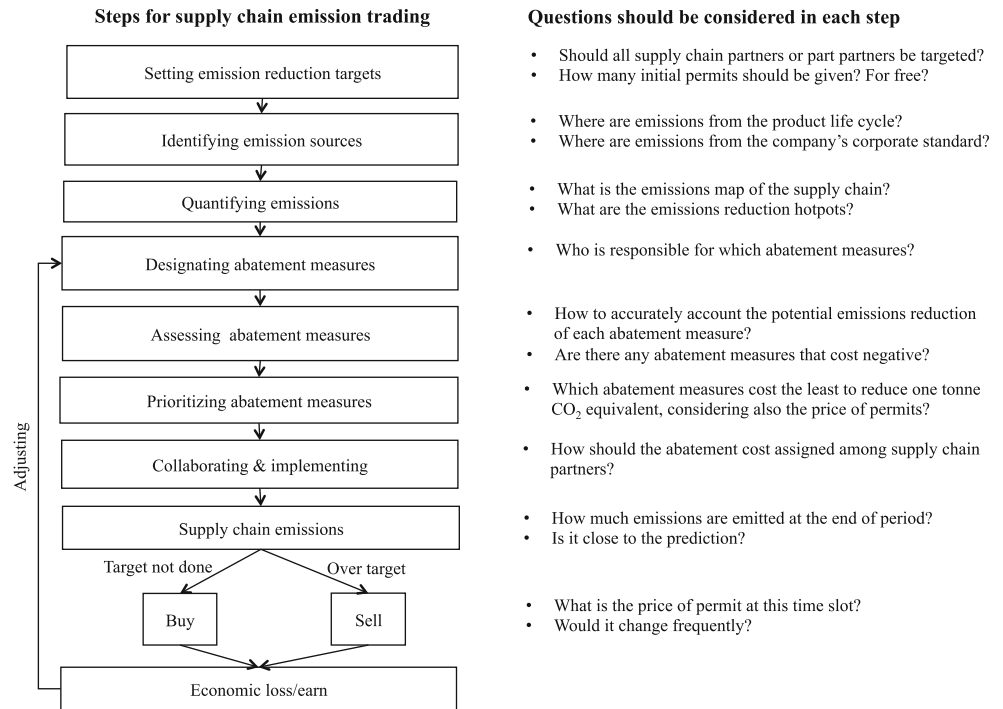 Steps for supply chain emission trading
Setting emission reduction targets
Identifying emission sources
Quantifying emissions
Designating abatement measures
Assessing abatement measures
Prioritizing abatement measures
Collaborating & implementing
Supply chain emissions
Target not done
Over target
Buy
Sell
Economic loss/earn
Adjusting
Questions should be considered in each step
• Should all supply chain partners or part partners be targeted?
• How many initial permits should be given? For free?
• Where are emissions from the product life cycle?
• Where are emissions from the company's corporate standard?
• What is the emissions map of the supply chain?
• What are the emissions reduction hotpots?
• Who is responsible for which abatement measures?
• How to accurately account the potential emissions reduction
of each abatement measure?
• Are there any abatement measures that cost negative?
• Which abatement measures cost the least to reduce one tonne
CO₂ equivalent, considering also the price of permits?
• How should the abatement cost assigned among supply chain
partners?
• How much emissions are emitted at the end of period?
• Is it close to the prediction?
• What is the price of permit at this time slot?
• Would it change frequently?